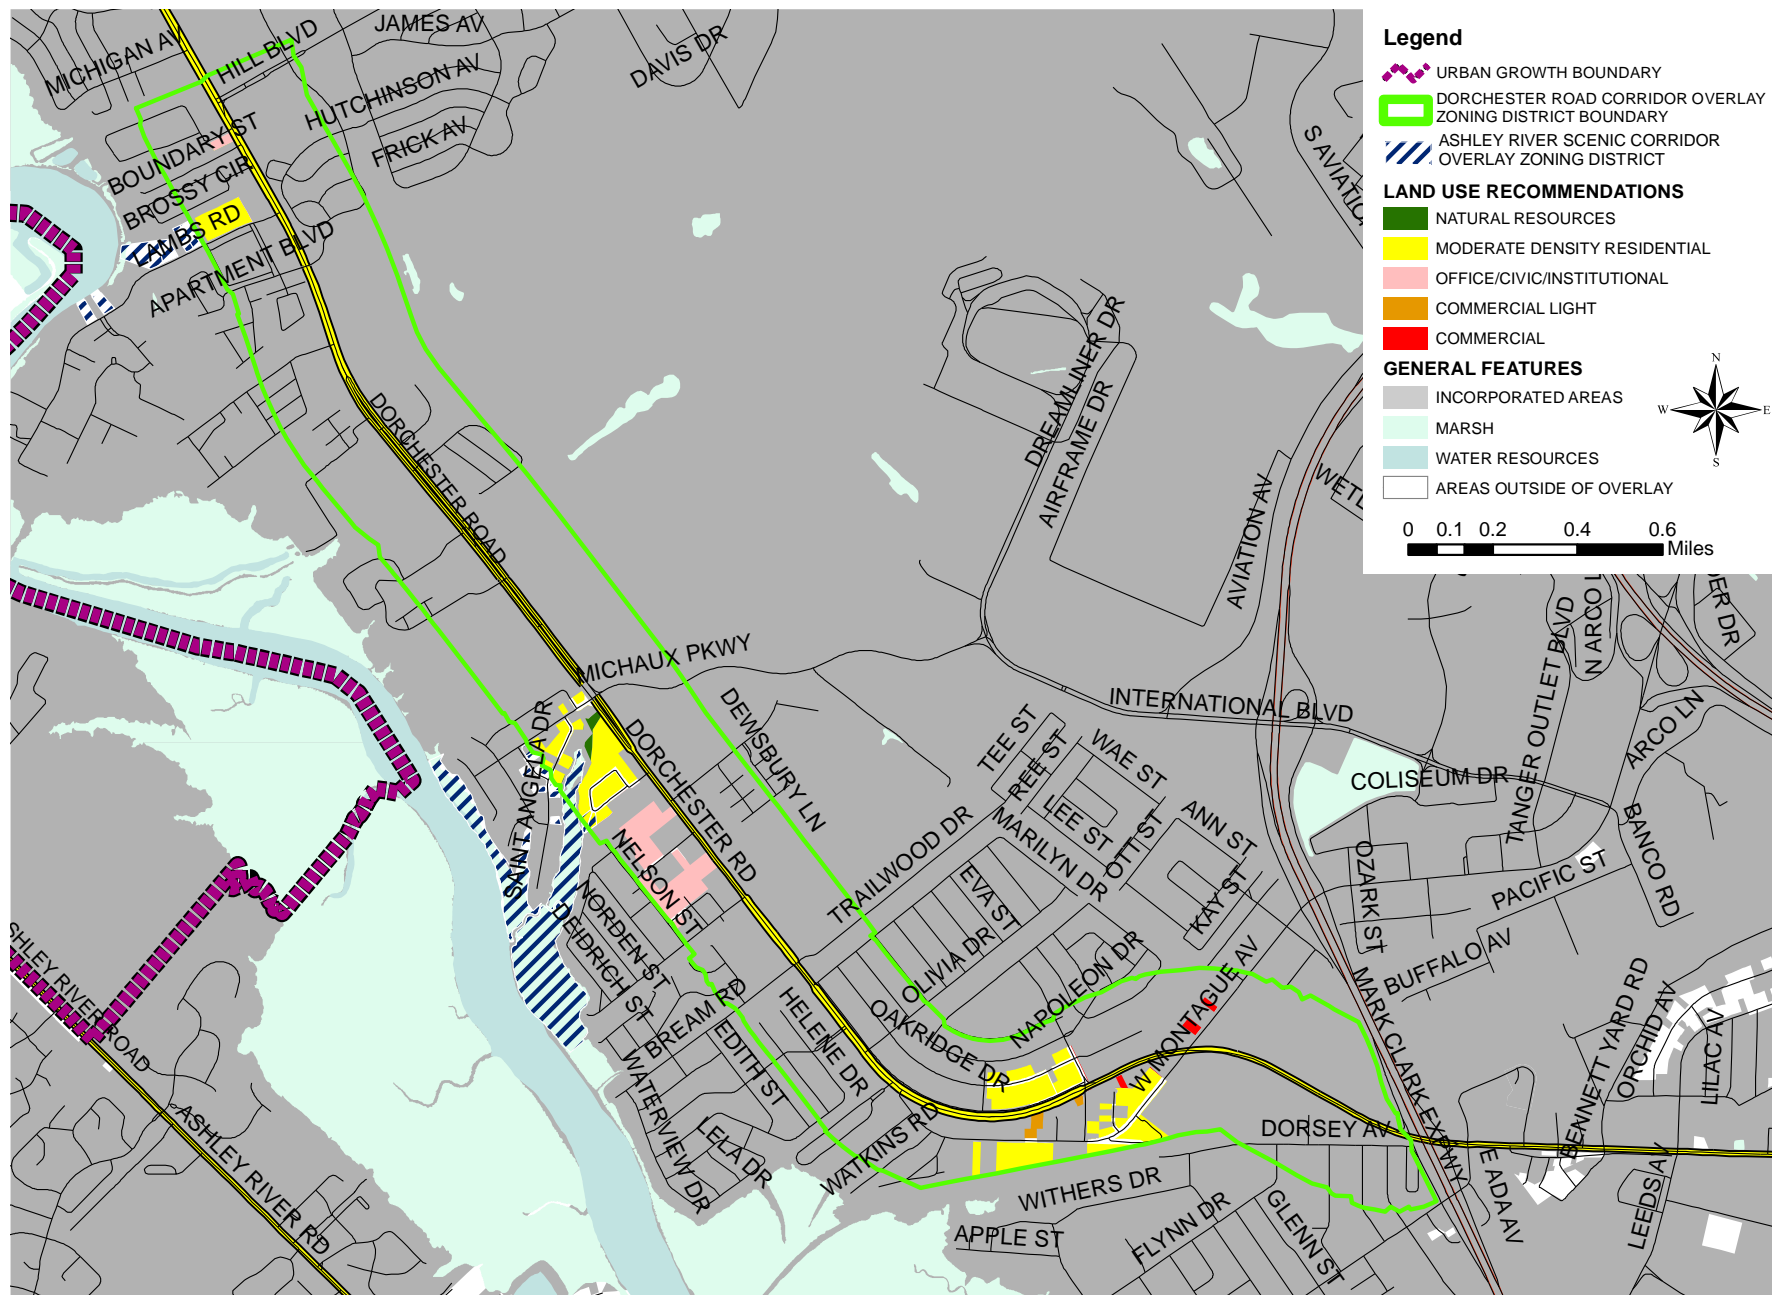 Legend
URBAN GROWTH BOUNDARY
DORCHESTER ROAD CORRIDOR OVERLAY
ZONING DISTRICT BOUNDARY
ASHLEY RIVER SCENIC CORRIDOR
OVERLAY ZONING DISTRICT
LAND USE RECOMMENDATIONS
NATURAL RESOURCES
MODERATE DENSITY RESIDENTIAL
OFFICE/CIVIC/INSTITUTIONAL
COMMERCIAL LIGHT
COMMERCIAL
GENERAL FEATURES
INCORPORATED AREAS
MARSH
WATER RESOURCES
AREAS OUTSIDE OF OVERLAY
N
W
E
S
0 0.1 0.2 0.4 0.6
Miles
MICHIGAN AV
HILL BLVD
JAMES AV
DAVIS DR
HUTCHINSON AV
FRICK AV
BOUNDARY ST
BROSSY CIR
LAMBS RD
APARTMENT BLVD
S AVIATIO
DORCHESTER ROAD
DREAMLINER DR
AIRFRAME DR
AVIATION AV
WETL
MICHAUX PKWY
INTERNATIONAL BLVD
TANGER OUTLET BLVD
N ARCO L
DER DR
ARCO LN
SAINT ANGELA DR
DORCHESTER RD
DEWSBURY LN
TEE ST
REE ST
WAE ST
LEE ST
MARILYN DR
OTT ST
ANN ST
KAY ST
COLISEUM DR
OZARK ST
PACIFIC ST
BANCO RD
BUFFALO AV
TRAILWOOD DR
EVA ST
OLIVIA DR
NAPOLEON DR
OAKRIDGE DR
W MONTAGUE AV
MARK CLARK EXPWY
NELSON ST
NORDEN ST
DEIDRICH ST
BREAM RD
EDITH ST
HELENE DR
WATERVIEW DR
LELA DR
WATKINS RD
WITHERS DR
APPLE ST
FLYNN DR
GLENN ST
DORSEY AV
E ADA AV
BENNETT YARD RD
ORCHID AV
LILAC AV
LEEDS AV
SHLEY RIVER ROAD
ASHLEY RIVER RD